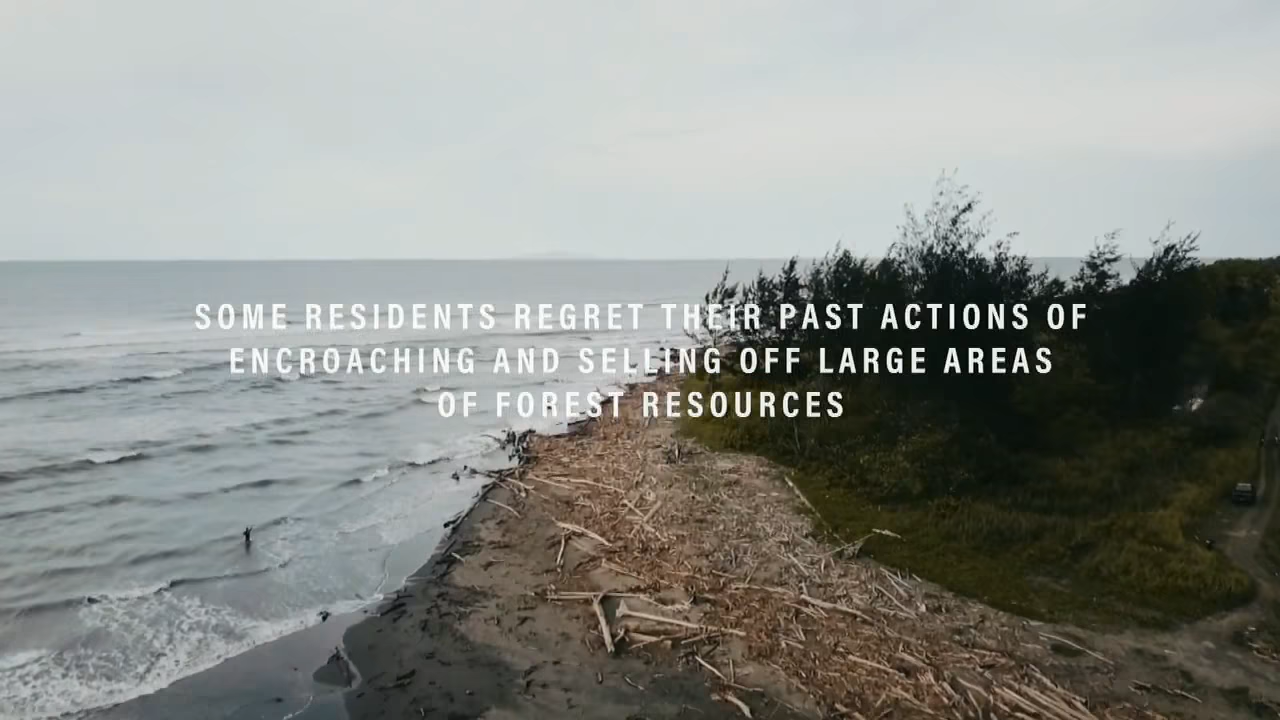 SOME RESIDENTS REGRET THEIR PAST ACTIONS OF
ENCROACHING AND SELLING OFF LARGE AREAS
OF FOREST RESOURCES